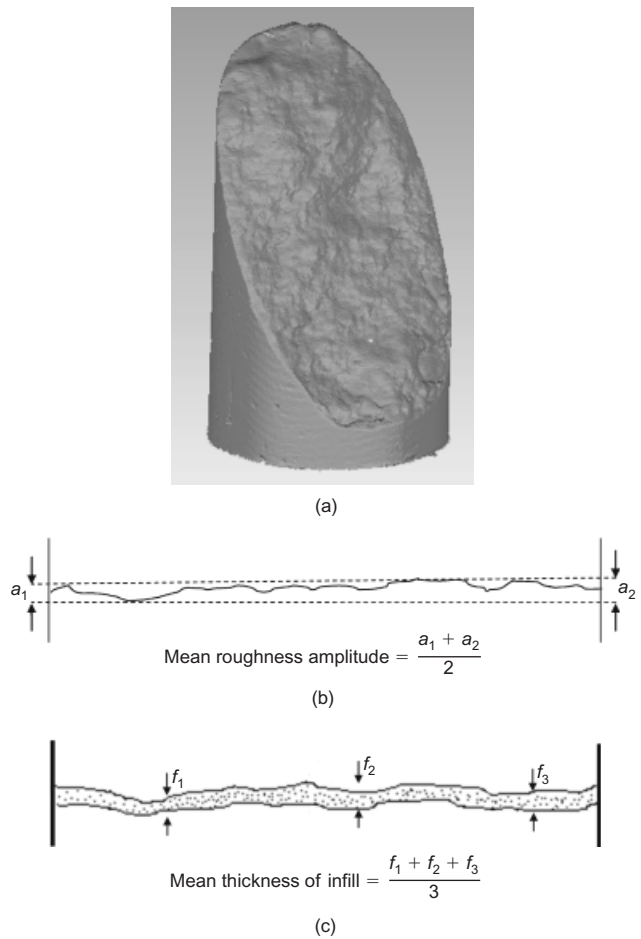 (a)
a₁
a₂
Mean roughness amplitude = (a₁ + a₂)/2
(b)
f₁
f₂
f₃
Mean thickness of infill = (f₁ + f₂ + f₃)/3
(c)